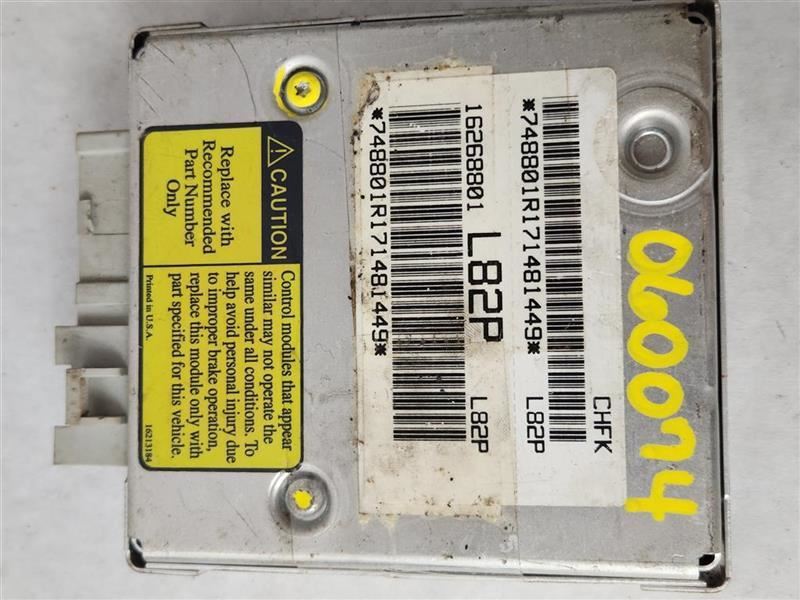 060074
CHFK
L82P
*748801R171481449*
16268801
L82P
L82P
*748801R171481449*
CAUTION
Replace with
Recommended
Part Number
Only
Control modules that appear
similar may not operate the
same under all conditions. To
help avoid personal injury due
to improper brake operation,
replace this module only with
part specified for this vehicle.
Printed in U.S.A.
16213184